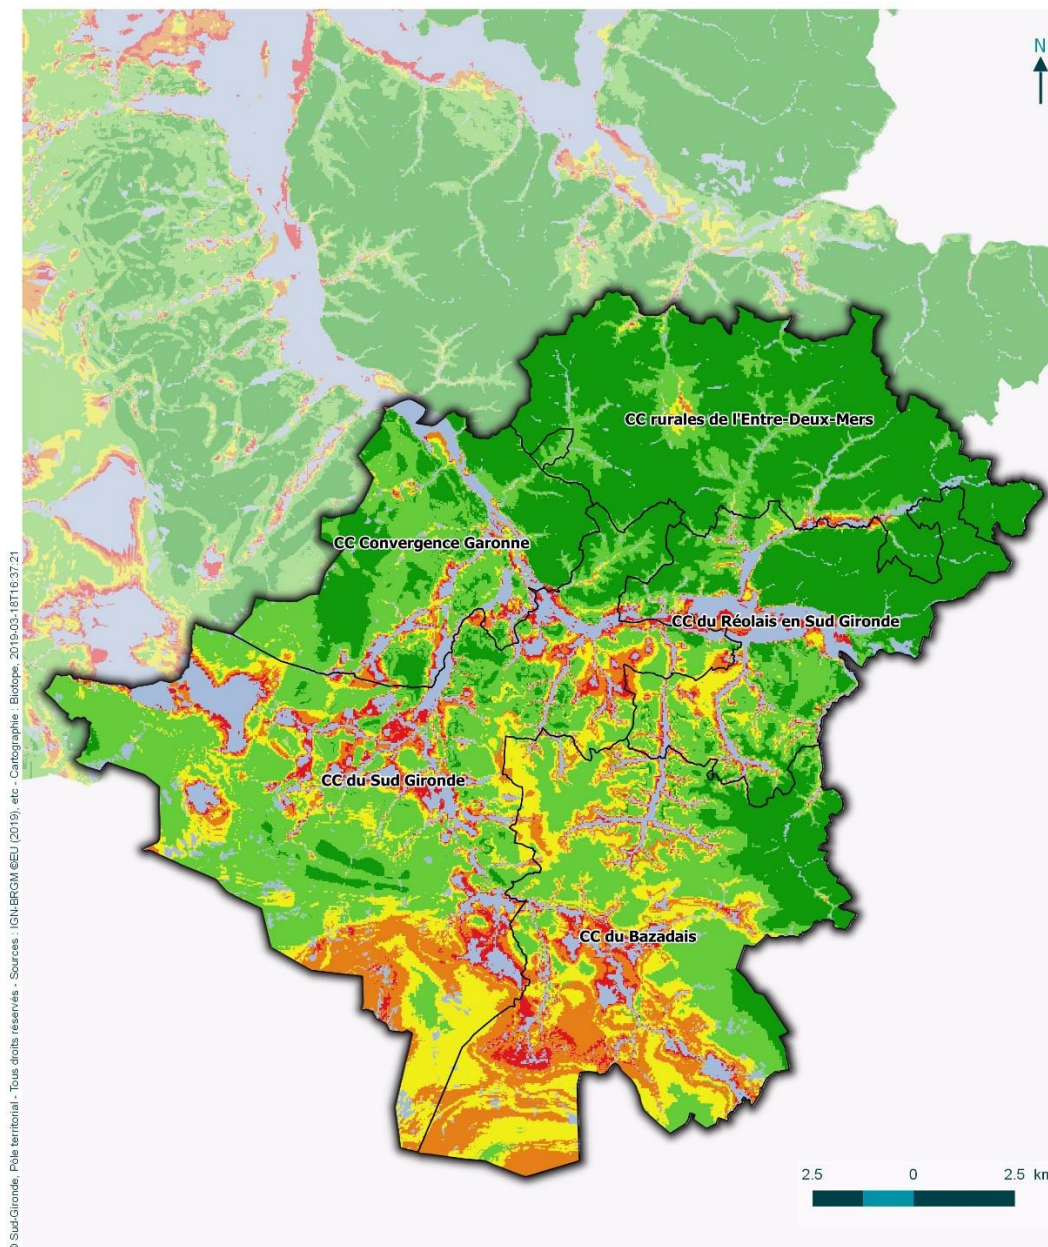 N
CC rurales de l'Entre-Deux-Mers
CC Convergence Garonne
CC du Réolais en Sud Gironde
CC du Sud Gironde
CC du Bazadais
2.5 0 2.5 km
© Sud-Gironde, Pôle territorial - Tous droits réservés - Sources : IGN-BRGM ©EU (2019), etc - Cartographie : Biotope, 2019-03-18T16:37:21